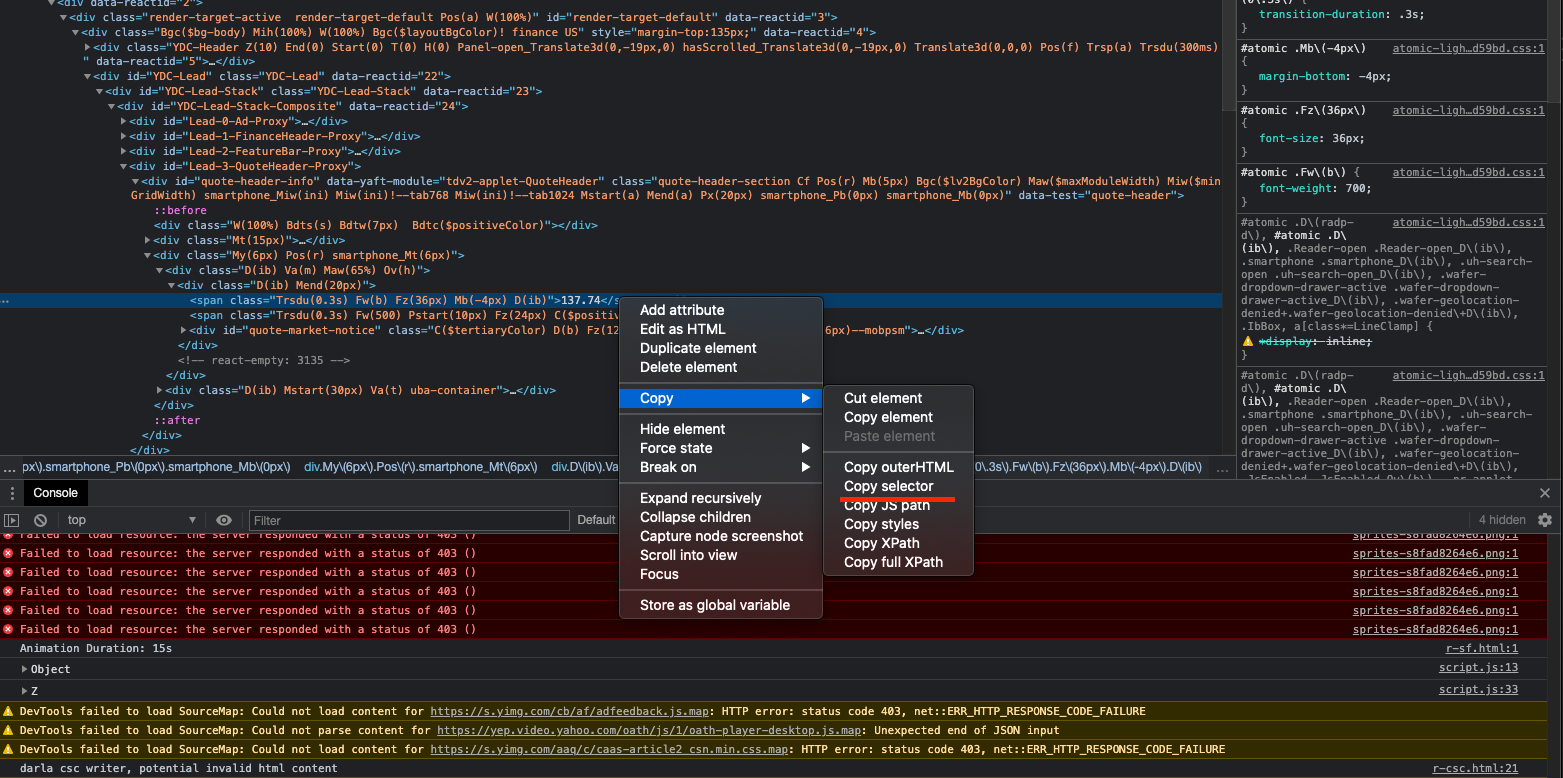 <div data-reactid="2">
<div class="render-target-active  render-target-default Pos(a) W(100%)" id="render-target-default" data-reactid="3">
<div class="Bgc($bg-body) Mih(100%) W(100%) Bgc($layoutBgColor)! finance US" style="margin-top:135px;" data-reactid="4">
<div class="YDC-Header Z(10) End(0) Start(0) T(0) H(0) Panel-open_Translate3d(0,-19px,0) hasScrolled_Translate3d(0,-19px,0) Translate3d(0,0,0) Pos(f) Trsp(a) Trsdu(300ms)
" data-reactid="5">…</div>
<div id="YDC-Lead" class="YDC-Lead" data-reactid="22">
<div id="YDC-Lead-Stack" class="YDC-Lead-Stack" data-reactid="23">
<div id="YDC-Lead-Stack-Composite" data-reactid="24">
<div id="Lead-0-Ad-Proxy">…</div>
<div id="Lead-1-FinanceHeader-Proxy">…</div>
<div id="Lead-2-FeatureBar-Proxy">…</div>
<div id="Lead-3-QuoteHeader-Proxy">
<div id="quote-header-info" data-yaft-module="tdv2-applet-QuoteHeader" class="quote-header-section Cf Pos(r) Mb(5px) Bgc($lv2BgColor) Maw($maxModuleWidth) Miw($min
GridWidth) smartphone_Miw(ini) Miw(ini)!--tab768 Miw(ini)!--tab1024 Mstart(a) Mend(a) Px(20px) smartphone_Pb(0px) smartphone_Mb(0px)" data-test="quote-header">
::before
<div class="W(100%) Bdts(s) Bdtw(7px)  Bdtc($positiveColor)"></div>
<div class="Mt(15px)">…</div>
<div class="My(6px) Pos(r) smartphone_Mt(6px)">
<div class="D(ib) Va(m) Maw(65%) Ov(h)">
<div class="D(ib) Mend(20px)">
… <span class="Trsdu(0.3s) Fw(b) Fz(36px) Mb(-4px) D(ib)">137.74</s
<span class="Trsdu(0.3s) Fw(500) Pstart(10px) Fz(24px) C($positiv
<div id="quote-market-notice" class="C($tertiaryColor) D(b) Fz(12 6px)--mobpsm">…</div>
</div>
<!-- react-empty: 3135 -->
</div>
<div class="D(ib) Mstart(30px) Va(t) uba-container">…</div>
</div>
::after
</div>
</div>
… px\).smartphone_Pb\(0px\).smartphone_Mb\(0px\) div.My\(6px\).Pos\(r\).smartphone_Mt\(6px\) div.D\(ib\).Va 0\.3s\).Fw\(b\).Fz\(36px\).Mb\(-4px\).D\(ib\) …
Add attribute
Edit as HTML
Duplicate element
Delete element
Copy
Hide element
Force state
Break on
Expand recursively
Collapse children
Capture node screenshot
Scroll into view
Focus
Store as global variable
Cut element
Copy element
Paste element
Copy outerHTML
Copy selector
Copy JS path
Copy styles
Copy XPath
Copy full XPath
transition-duration: .3s;
}
#atomic .Mb\(-4px\) atomic-ligh…d59bd.css:1
{
margin-bottom: -4px;
}
#atomic .Fz\(36px\) atomic-ligh…d59bd.css:1
{
font-size: 36px;
}
#atomic .Fw\(b\) { atomic-ligh…d59bd.css:1
font-weight: 700;
}
#atomic .D\(radp- atomic-ligh…d59bd.css:1
d\), #atomic .D\
(ib\), .Reader-open .Reader-open_D\(ib\),
.smartphone .smartphone_D\(ib\), .uh-search-
open .uh-search-open_D\(ib\), .wafer-
dropdown-drawer-active .wafer-dropdown-
drawer-active_D\(ib\), .wafer-geolocation-
denied+.wafer-geolocation-denied\+D\(ib\),
.IbBox, a[class*=LineClamp] {
*display: inline;
}
#atomic .D\(radp- atomic-ligh…d59bd.css:1
d\), #atomic .D\
(ib\), .Reader-open .Reader-open_D\(ib\),
.smartphone .smartphone_D\(ib\), .uh-search-
open .uh-search-open_D\(ib\), .wafer-
dropdown-drawer-active .wafer-dropdown-
drawer-active_D\(ib\), .wafer-geolocation-
denied+.wafer-geolocation-denied\+D\(ib\),
Console
top Filter Default 4 hidden
Failed to load resource: the server responded with a status of 403 () sprites-s8fad8264e6.png:1
Failed to load resource: the server responded with a status of 403 () sprites-s8fad8264e6.png:1
Failed to load resource: the server responded with a status of 403 () sprites-s8fad8264e6.png:1
Failed to load resource: the server responded with a status of 403 () sprites-s8fad8264e6.png:1
Failed to load resource: the server responded with a status of 403 () sprites-s8fad8264e6.png:1
Failed to load resource: the server responded with a status of 403 () sprites-s8fad8264e6.png:1
Animation Duration: 15s r-sf.html:1
Object script.js:13
Z script.js:33
DevTools failed to load SourceMap: Could not load content for https://s.yimg.com/cb/af/adfeedback.js.map: HTTP error: status code 403, net::ERR_HTTP_RESPONSE_CODE_FAILURE
DevTools failed to load SourceMap: Could not parse content for https://yep.video.yahoo.com/oath/js/1/oath-player-desktop.js.map: Unexpected end of JSON input
DevTools failed to load SourceMap: Could not load content for https://s.yimg.com/aaq/c/caas-article2_csn.min.css.map: HTTP error: status code 403, net::ERR_HTTP_RESPONSE_CODE_FAILURE
darla csc writer, potential invalid html content r-csc.html:21